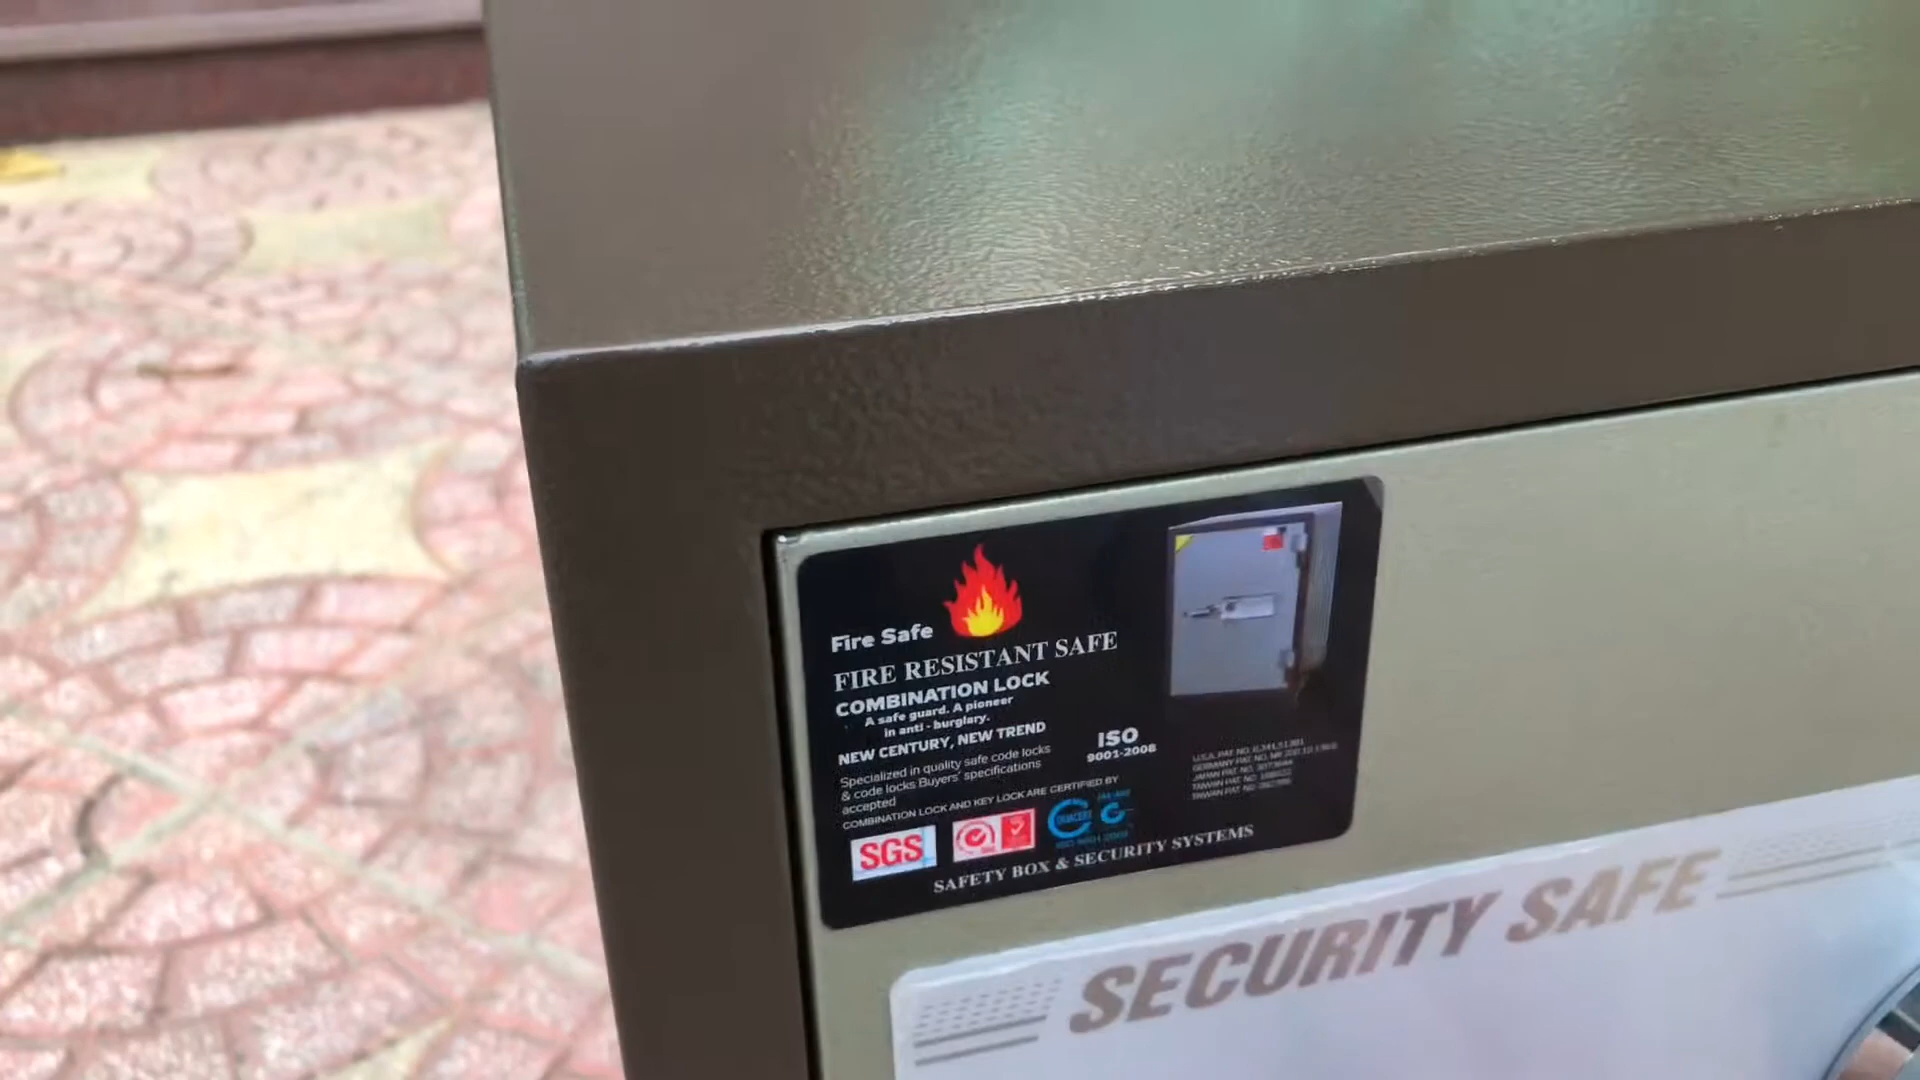 Fire Safe
FIRE RESISTANT SAFE
COMBINATION LOCK
A safe guard. A pioneer
in anti - burglary.
NEW CENTURY, NEW TREND
Specialized in quality safe code locks
& code locks Buyers' specifications
accepted
COMBINATION LOCK AND KEY LOCK ARE CERTIFIED BY
ISO
9001-2008
SGS
QUACERT
SAFETY BOX & SECURITY SYSTEMS
SECURITY SAFE